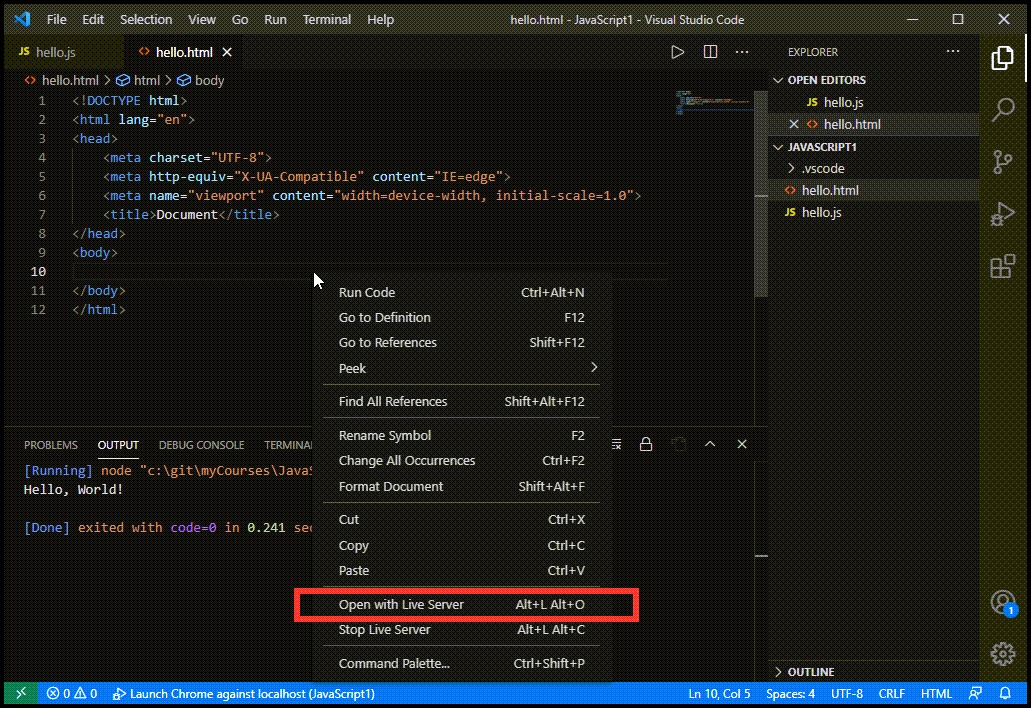 File Edit Selection View Go Run Terminal Help hello.html - JavaScript1 - Visual Studio Code
JS hello.js <> hello.html
EXPLORER
<> hello.html > html > body
1 <!DOCTYPE html>
2 <html lang="en">
3 <head>
4 <meta charset="UTF-8">
5 <meta http-equiv="X-UA-Compatible" content="IE=edge">
6 <meta name="viewport" content="width=device-width, initial-scale=1.0">
7 <title>Document</title>
8 </head>
9 <body>
10
11 </body>
12 </html>
OPEN EDITORS
JS hello.js
<> hello.html
JAVASCRIPT1
.vscode
<> hello.html
JS hello.js
Run Code Ctrl+Alt+N
Go to Definition F12
Go to References Shift+F12
Peek
Find All References Shift+Alt+F12
Rename Symbol F2
Change All Occurrences Ctrl+F2
Format Document Shift+Alt+F
Cut Ctrl+X
Copy Ctrl+C
Paste Ctrl+V
Open with Live Server Alt+L Alt+O
Stop Live Server Alt+L Alt+C
Command Palette... Ctrl+Shift+P
PROBLEMS OUTPUT DEBUG CONSOLE TERMINA
[Running] node "c:\git\myCourses\JavaS
Hello, World!
[Done] exited with code=0 in 0.241 sec
1
OUTLINE
0 0 Launch Chrome against localhost (JavaScript1) Ln 10, Col 5 Spaces: 4 UTF-8 CRLF HTML